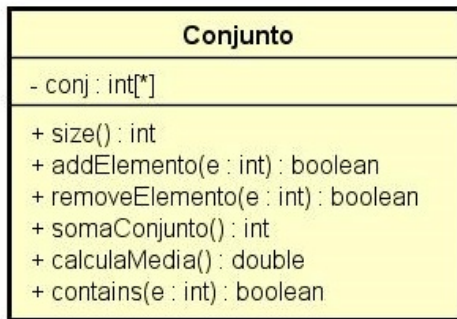 Conjunto
- conj : int[*]
+ size() : int
+ addElemento(e : int) : boolean
+ removeElemento(e : int) : boolean
+ somaConjunto() : int
+ calculaMedia() : double
+ contains(e : int) : boolean